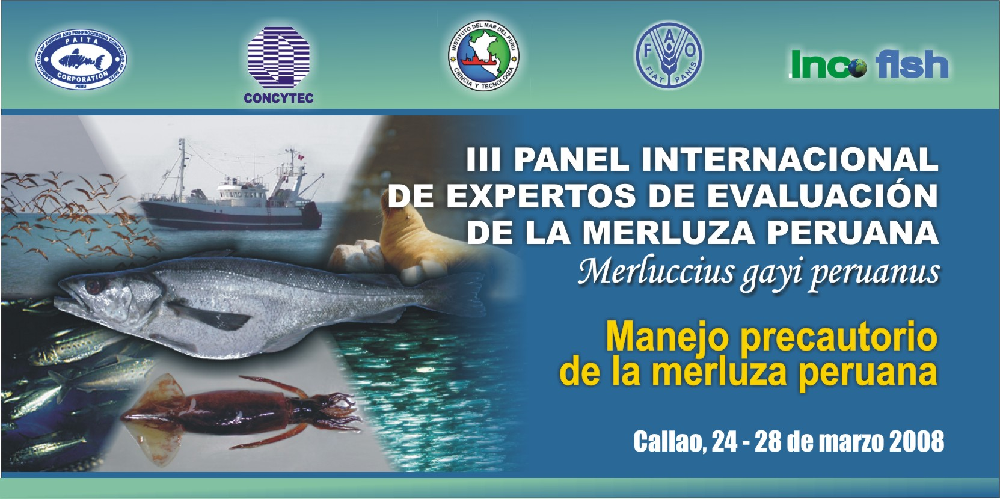 ASSOCIATION OF FISHING AND FISHPROCESSING COMPANIES OF PAITA
PAITA
CORPORATION
PERU
CONCYTEC
INSTITUTO DEL MAR DEL PERU
CIENCIA Y TECNOLOGIA
F A O
FIAT PANIS
Inco fish
III PANEL INTERNACIONAL
DE EXPERTOS DE EVALUACIÓN
DE LA MERLUZA PERUANA
Merluccius gayi peruanus
Manejo precautorio
de la merluza peruana
Callao, 24 - 28 de marzo 2008